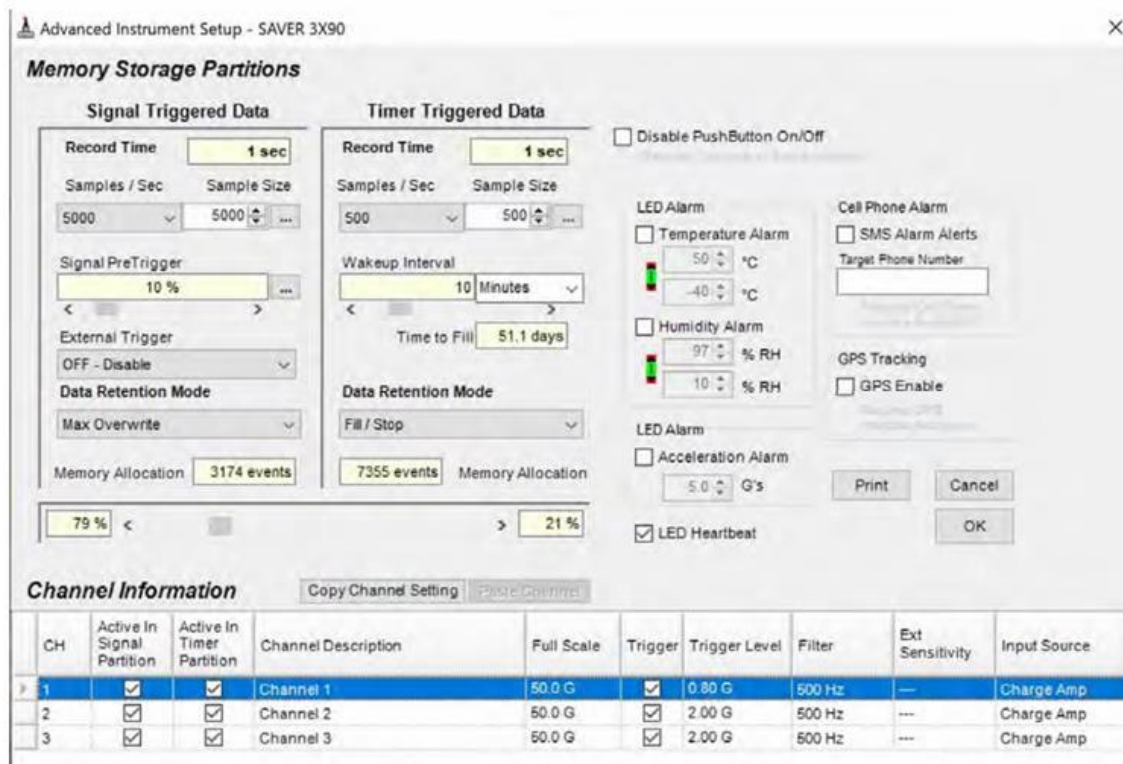 Advanced Instrument Setup - SAVER 3X90
Memory Storage Partitions
Signal Triggered Data
Record Time 1 sec
Samples / Sec Sample Size
5000 5000 ...
Signal PreTrigger
10 % ...
< >
External Trigger
OFF - Disable
Data Retention Mode
Max Overwrite
Memory Allocation 3174 events
Timer Triggered Data
Record Time 1 sec
Samples / Sec Sample Size
500 500 ...
Wakeup Interval
10 Minutes
< >
Time to Fill 51.1 days
Data Retention Mode
Fill / Stop
7355 events Memory Allocation
79 % < > 21 %
Disable PushButton On/Off
LED Alarm
Temperature Alarm
50 °C
-40 °C
Humidity Alarm
97 % RH
10 % RH
LED Alarm
Acceleration Alarm
5.0 G's
LED Heartbeat
Cell Phone Alarm
SMS Alarm Alerts
Target Phone Number
GPS Tracking
GPS Enable
Print Cancel
OK
Channel Information Copy Channel Setting Paste Channel
CH Active In Signal Partition Active In Timer Partition Channel Description Full Scale Trigger Trigger Level Filter Ext Sensitivity Input Source
1 Channel 1 50.0 G 0.80 G 500 Hz --- Charge Amp
2 Channel 2 50.0 G 2.00 G 500 Hz --- Charge Amp
3 Channel 3 50.0 G 2.00 G 500 Hz --- Charge Amp